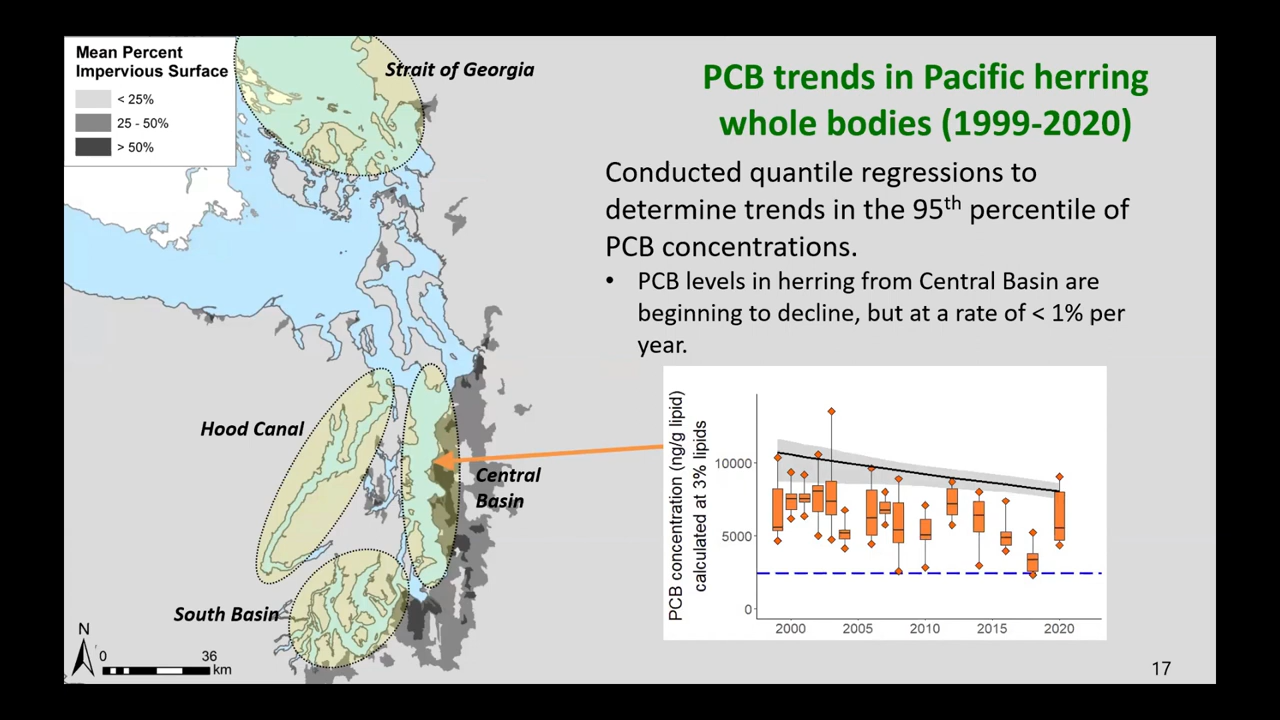 Mean Percent
Impervious Surface
< 25%
25 - 50%
> 50%
Strait of Georgia
Hood Canal
Central
Basin
South Basin
N
0 36
km
PCB trends in Pacific herring
whole bodies (1999-2020)
Conducted quantile regressions to
determine trends in the 95th percentile of
PCB concentrations.
• PCB levels in herring from Central Basin are
beginning to decline, but at a rate of < 1% per
year.
PCB concentration (ng/g lipid)
calculated at 3% lipids
10000
5000
0
2000 2005 2010 2015 2020
17